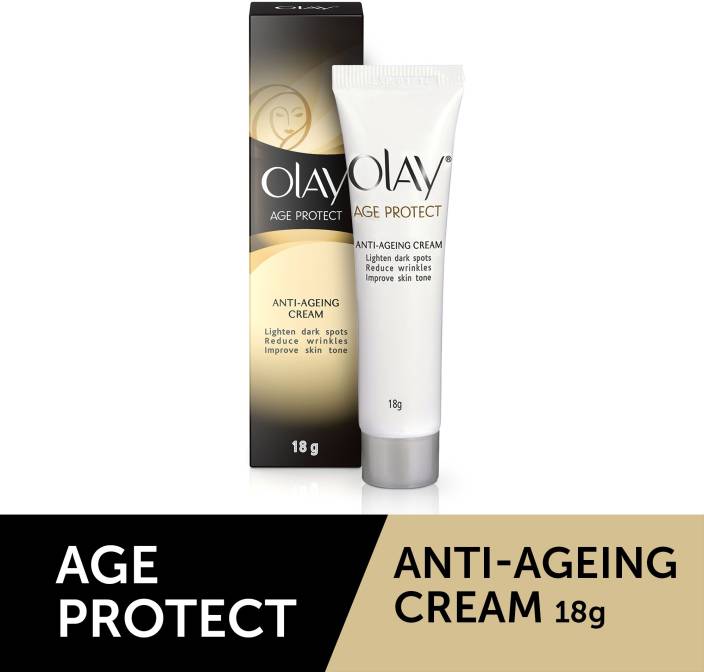 OLAY
AGE PROTECT
ANTI-AGEING
CREAM
Lighten dark spots
Reduce wrinkles
Improve skin tone
18 g
OLAY®
AGE PROTECT
ANTI-AGEING CREAM
Lighten dark spots
Reduce wrinkles
Improve skin tone
18g
AGE
PROTECT
ANTI-AGEING
CREAM 18g